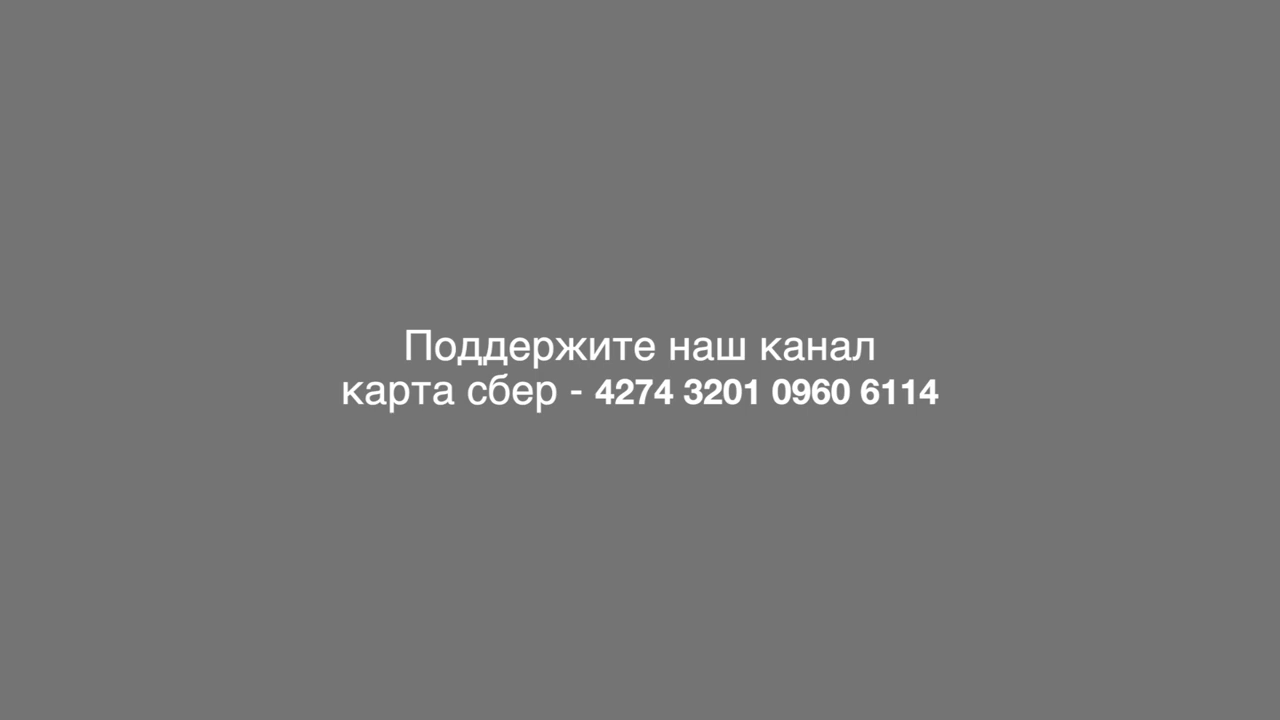 Поддержите наш канал
карта сбер - 4274 3201 0960 6114